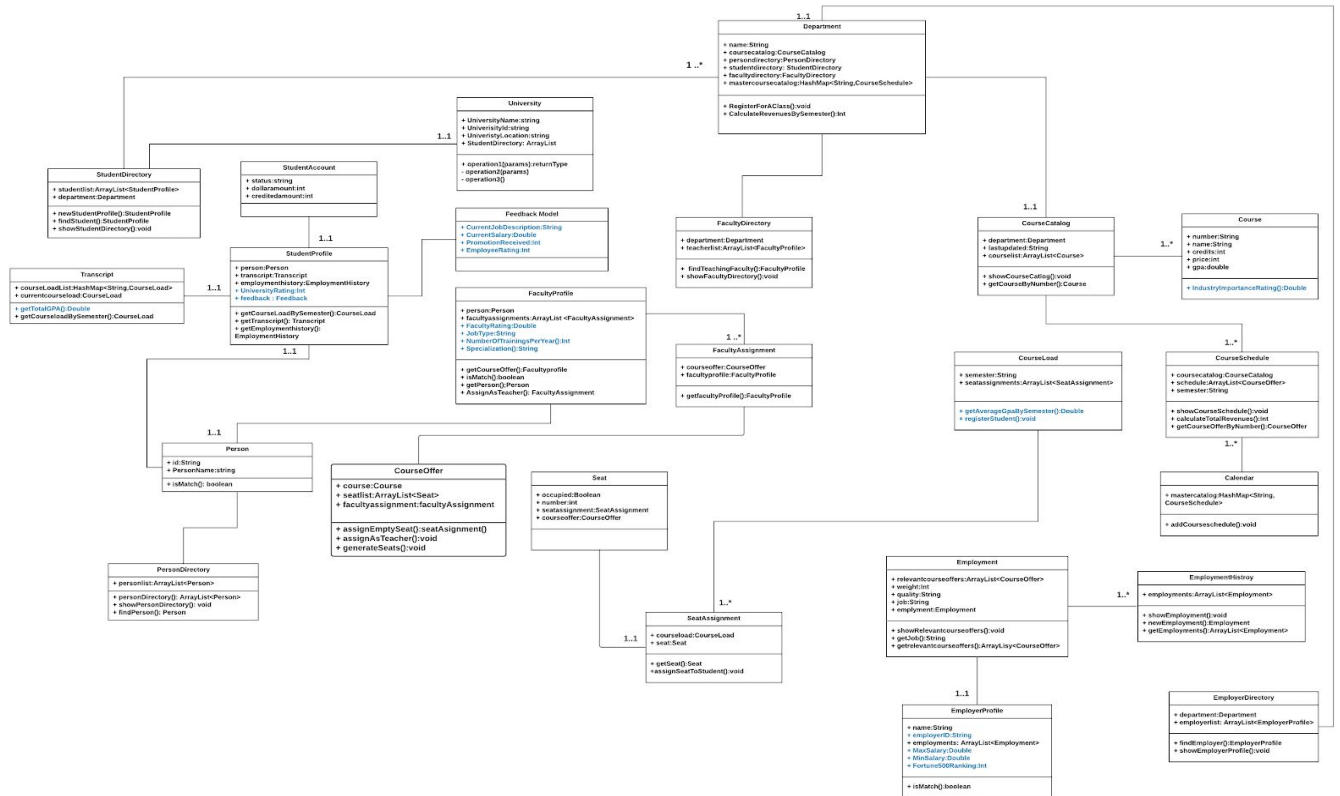 1..1
Department
+ name:String
+ coursecatalog:CourseCatalog
+ persondirectory:PersonDirectory
+ studentdirectory: StudentDirectory
+ facultydirectory:FacultyDirectory
+ mastercoursecatalog:HashMap<String,CourseSchedule>
+ RegisterForAClass():void
+ CalculateRevenuesBySemester():Int
1 ..*
University
+ UniversityName:string
+ UniverisityId:string
+ UniveristyLocation:string
+ StudentDirectory: ArrayList
+ operation1(params):returnType
- operation2(params)
- operation3()
1..1
StudentDirectory
+ studentlist:ArrayList<StudentProfile>
+ department:Department
+ newStudentProfile():StudentProfile
+ findStudent():StudentProfile
+ showStudentDirectory():void
StudentAccount
+ status:string
+ dollaramount:int
+ creditedamount:int
1..1
Feedback Model
+ CurrentJobDescription:String
+ CurrentSalary:Double
+ PromotionReceived:Int
+ EmployeeRating:Int
FacultyDirectory
+ department:Department
+ teacherlist:ArrayList<FacultyProfile>
+ findTeachingFaculty():FacultyProfile
+ showFacultyDirectory():void
1..1
CourseCatalog
+ department:Department
+ lastupdated:String
+ courselist:ArrayList<Course>
+ showCourseCatlog():void
+ getCourseByNumber():Course
1..*
Course
+ number:String
+ name:String
+ credits:int
+ price:int
+ gpa:double
+ IndustryImportanceRating():Double
StudentProfile
+ person:Person
+ transcript:Transcript
+ employmenthistory:EmploymentHistory
+ UniversityRating:Int
+ feedback : Feedback
+ getCourseLoadBySemester():CourseLoad
+ getTranscript(): Transcript
+ getEmploymenthistory():
EmploymentHistory
1..1
Transcript
+ courseLoadList:HashMap<String,CourseLoad>
+ currentcourseload:CourseLoad
+ getTotalGPA():Double
+ getCourseloadBySemester():CourseLoad
1..1
FacultyProfile
+ person:Person
+ facultyassignments:ArrayList <FacultyAssignment>
+ FacultyRating:Double
+ JobType:String
+ NumberOfTrainingsPerYear():Int
+ Specialization():String
+ getCourseOffer():Facultyprofile
+ isMatch():boolean
+ getPerson():Person
+ AssignAsTeacher(): FacultyAssignment
1 ..*
FacultyAssignment
+ courseoffer:CourseOffer
+ facultyprofile:FacultyProfile
+ getfacultyProfile():FacultyProfile
CourseLoad
+ semester:String
+ seatassignments:ArrayList<SeatAssignment>
+ getAverageGpaBySemester():Double
+ registerStudent():void
1..*
CourseSchedule
+ coursecatalog:CourseCatalog
+ schedule:ArrayList<CourseOffer>
+ semester:String
+ showCourseSchedule():void
+ calculateTotalRevenues():Int
+ getCourseOfferByNumber():CourseOffer
1..*
Calendar
+ mastercatalog:HashMap<String,
CourseSchedule>
+ addCourseschedule():void
1..1
Person
+ id:String
+ PersonName:string
+ isMatch(): boolean
CourseOffer
+ course:Course
+ seatlist:ArrayList<Seat>
+ facultyassignment:facultyAssignment
+ assignEmptySeat():seatAsignment()
+ assignAsTeacher():void
+ generateSeats():void
Seat
+ occupied:Boolean
+ number:int
+ seatassignment:SeatAssignment
+ courseoffer:CourseOffer
PersonDirectory
+ personlist:ArrayList<Person>
+ personDirectory(): ArrayList<Person>
+ showPersonDirectory(): void
+ findPerson(): Person
1..*
1..1
SeatAssignment
+ courseload:CourseLoad
+ seat:Seat
+ getSeat():Seat
+assignSeatToStudent():void
Employment
+ relevantcourseoffers:ArrayList<CourseOffer>
+ weight:Int
+ quality:String
+ job:String
+ emplyment:Employment
+ showRelevantcourseoffers():void
+ getJob():String
+ getrelevantcourseoffers():ArrayLisy<CourseOffer>
1..*
EmploymentHistroy
+ employments:ArrayList<Employment>
+ showEmployment():void
+ newEmployment():Employment
+ getEmployments():ArrayList<Employment>
1..1
EmployerProfile
+ name:String
+ employerID:String
+ employments: ArrayList<Employment>
+ MaxSalary:Double
+ MinSalary:Double
+ Fortune500Ranking:Int
+ isMatch():boolean
EmployerDirectory
+ department:Department
+ employerlist: ArrayList<EmployerProfile>
+ findEmployer():EmployerProfile
+ showEmployerProfile():void